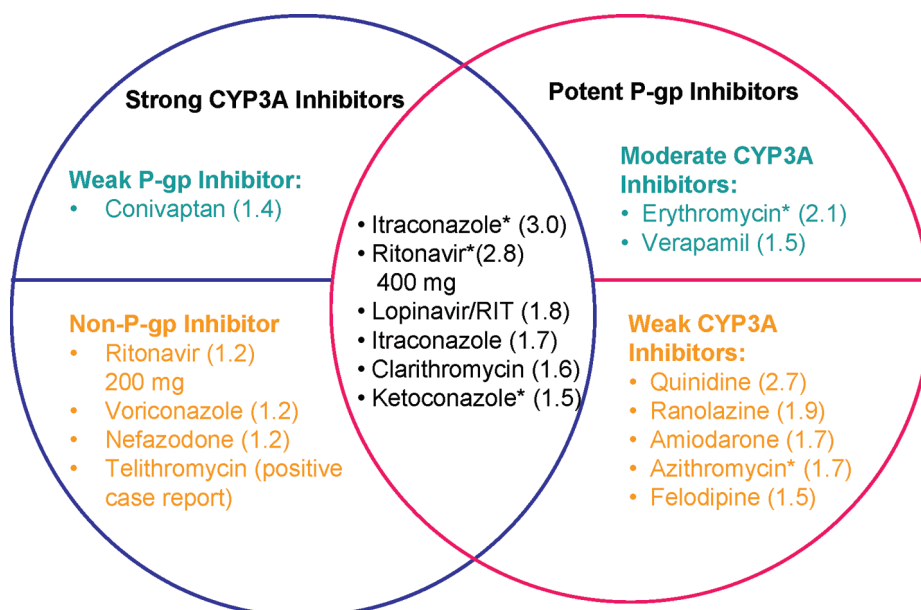 Strong CYP3A Inhibitors
Weak P-gp Inhibitor:
• Conivaptan (1.4)
Non-P-gp Inhibitor
• Ritonavir (1.2)
200 mg
• Voriconazole (1.2)
• Nefazodone (1.2)
• Telithromycin (positive
case report)
• Itraconazole* (3.0)
• Ritonavir*(2.8)
400 mg
• Lopinavir/RIT (1.8)
• Itraconazole (1.7)
• Clarithromycin (1.6)
• Ketoconazole* (1.5)
Potent P-gp Inhibitors
Moderate CYP3A
Inhibitors:
• Erythromycin* (2.1)
• Verapamil (1.5)
Weak CYP3A
Inhibitors:
• Quinidine (2.7)
• Ranolazine (1.9)
• Amiodarone (1.7)
• Azithromycin* (1.7)
• Felodipine (1.5)